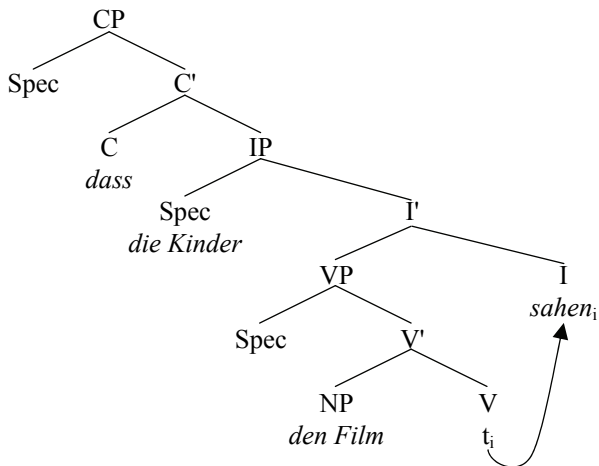 CP
Spec C'
C IP
dass
Spec I'
die Kinder
VP I
sahenᵢ
Spec V'
NP V
den Film tᵢ